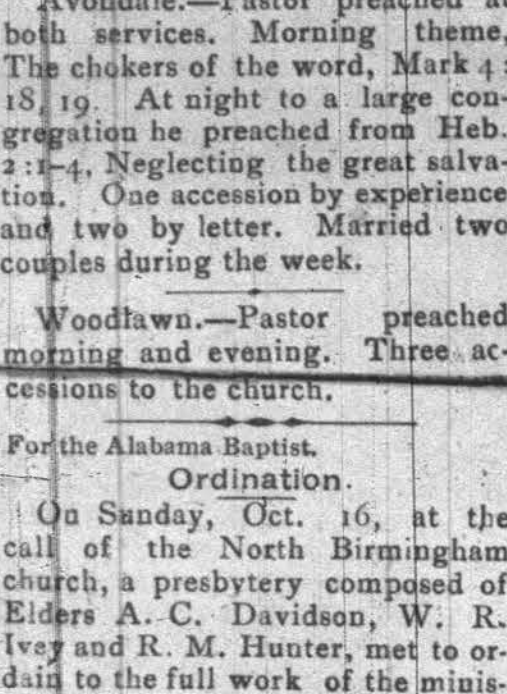 Avondale.—Pastor preached at
both services. Morning theme,
The chokers of the word, Mark 4:
18, 19. At night to a large con-
gregation he preached from Heb.
2:1-4, Neglecting the great salva-
tion. One accession by experience
and two by letter. Married two
couples during the week.
Woodlawn.—Pastor preached
morning and evening. Three ac-
cessions to the church.
For the Alabama Baptist.
Ordination.
On Sunday, Oct. 16, at the
call of the North Birmingham
church, a presbytery composed of
Elders A. C. Davidson, W. R.
Ivey and R. M. Hunter, met to or-
dain to the full work of the minis-